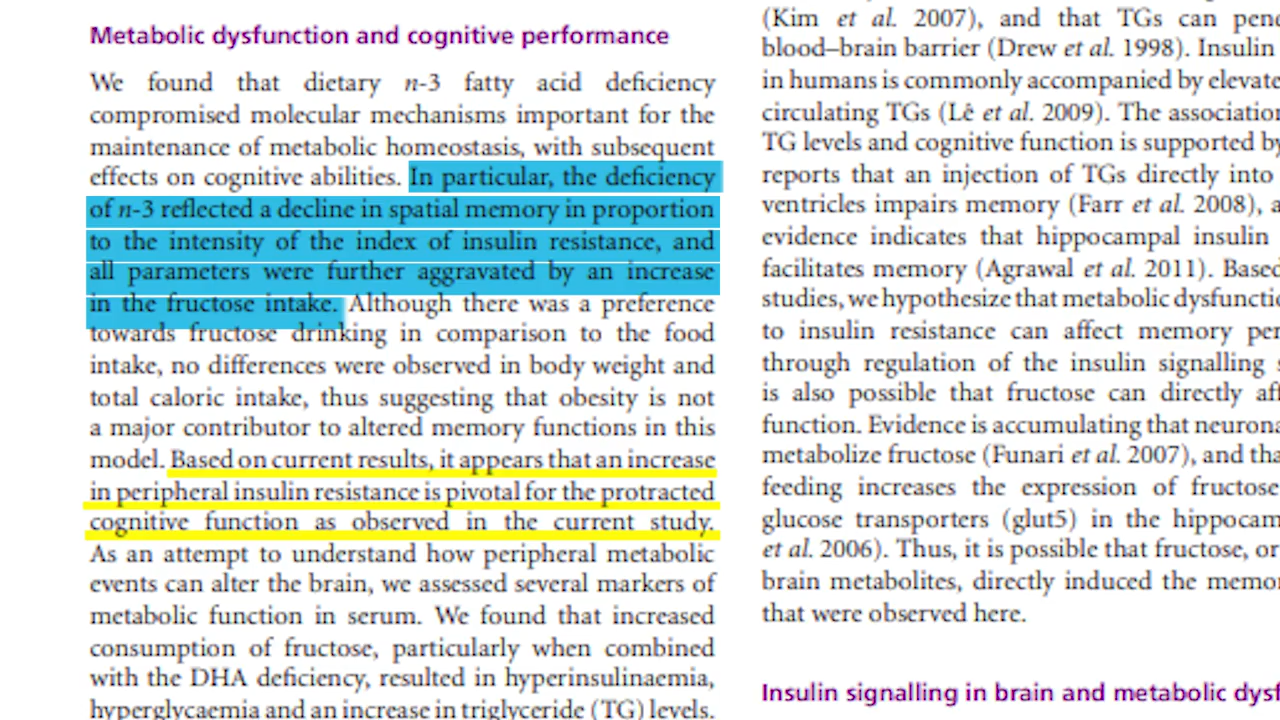 Metabolic dysfunction and cognitive performance
We found that dietary n-3 fatty acid deficiency
compromised molecular mechanisms important for the
maintenance of metabolic homeostasis, with subsequent
effects on cognitive abilities. In particular, the deficiency
of n-3 reflected a decline in spatial memory in proportion
to the intensity of the index of insulin resistance, and
all parameters were further aggravated by an increase
in the fructose intake. Although there was a preference
towards fructose drinking in comparison to the food
intake, no differences were observed in body weight and
total caloric intake, thus suggesting that obesity is not
a major contributor to altered memory functions in this
model. Based on current results, it appears that an increase
in peripheral insulin resistance is pivotal for the protracted
cognitive function as observed in the current study.
As an attempt to understand how peripheral metabolic
events can alter the brain, we assessed several markers of
metabolic function in serum. We found that increased
consumption of fructose, particularly when combined
with the DHA deficiency, resulted in hyperinsulinaemia,
hyperglycaemia and an increase in triglyceride (TG) levels.
(Kim et al. 2007), and that TGs can pene
blood–brain barrier (Drew et al. 1998). Insulin
in humans is commonly accompanied by elevate
circulating TGs (Lê et al. 2009). The association
TG levels and cognitive function is supported by
reports that an injection of TGs directly into
ventricles impairs memory (Farr et al. 2008), a
evidence indicates that hippocampal insulin
facilitates memory (Agrawal et al. 2011). Based
studies, we hypothesize that metabolic dysfunctio
to insulin resistance can affect memory per
through regulation of the insulin signalling s
is also possible that fructose can directly aff
function. Evidence is accumulating that neurona
metabolize fructose (Funari et al. 2007), and tha
feeding increases the expression of fructose
glucose transporters (glut5) in the hippocam
et al. 2006). Thus, it is possible that fructose, or
brain metabolites, directly induced the memo
that were observed here.
Insulin signalling in brain and metabolic dysf